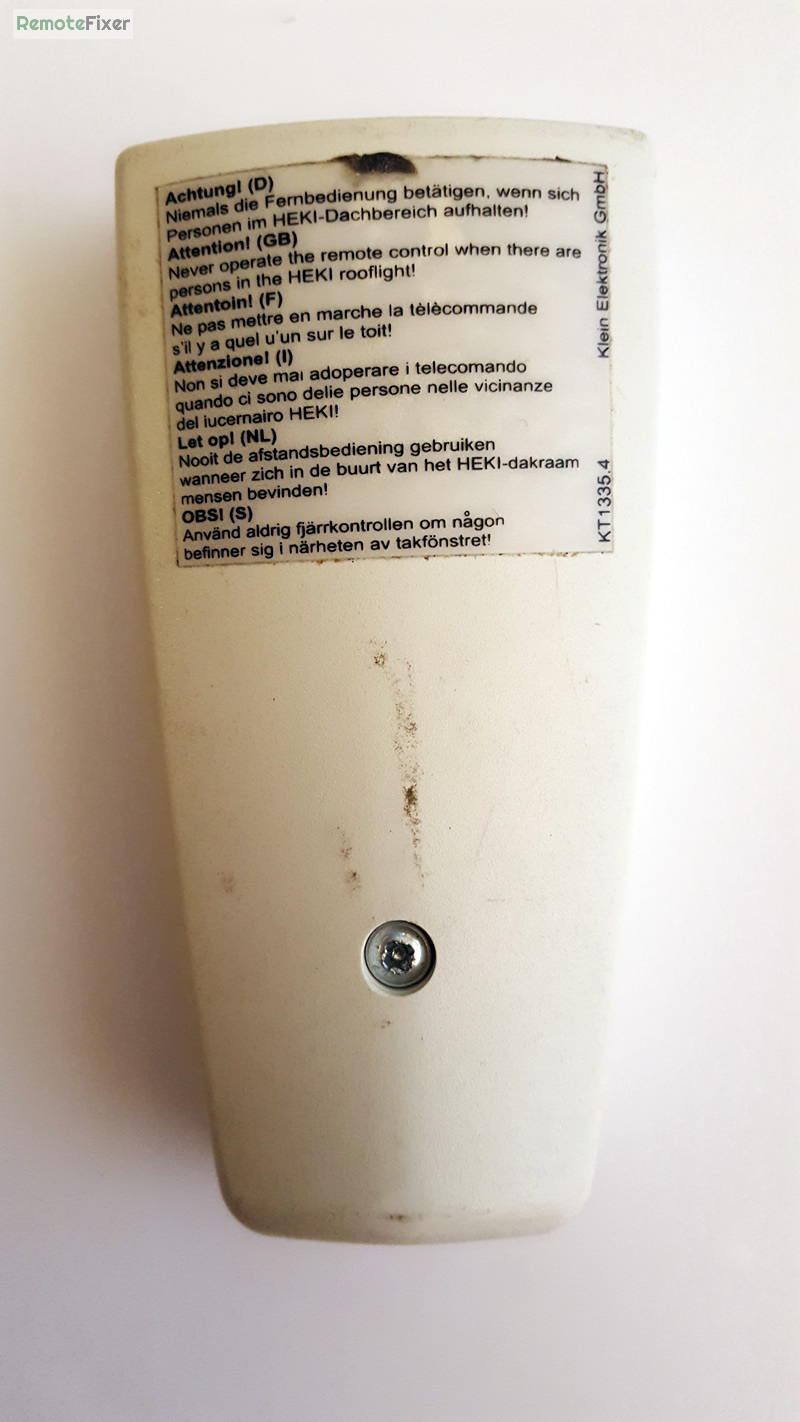 RemoteFixer
Achtung! (D)
Niemals die Fernbedienung betätigen, wenn sich
Personen im HEKI-Dachbereich aufhalten!
Attention! (GB)
Never operate the remote control when there are
persons in the HEKI rooflight!
Attentoin! (F)
Ne pas mettre en marche la tèlècommande
s'il y a quel u'un sur le toit!
Attenzione! (I)
Non si deve mai adoperare i telecomando
quando ci sono delie persone nelle vicinanze
del iucernairo HEKI!
Let op! (NL)
Nooit de afstandsbediening gebruiken
wanneer zich in de buurt van het HEKI-dakraam
mensen bevinden!
OBS! (S)
Använd aldrig fjärrkontrollen om någon
befinner sig i närheten av takfönstret!
Klein Elektronik GmbH
KT1335.4